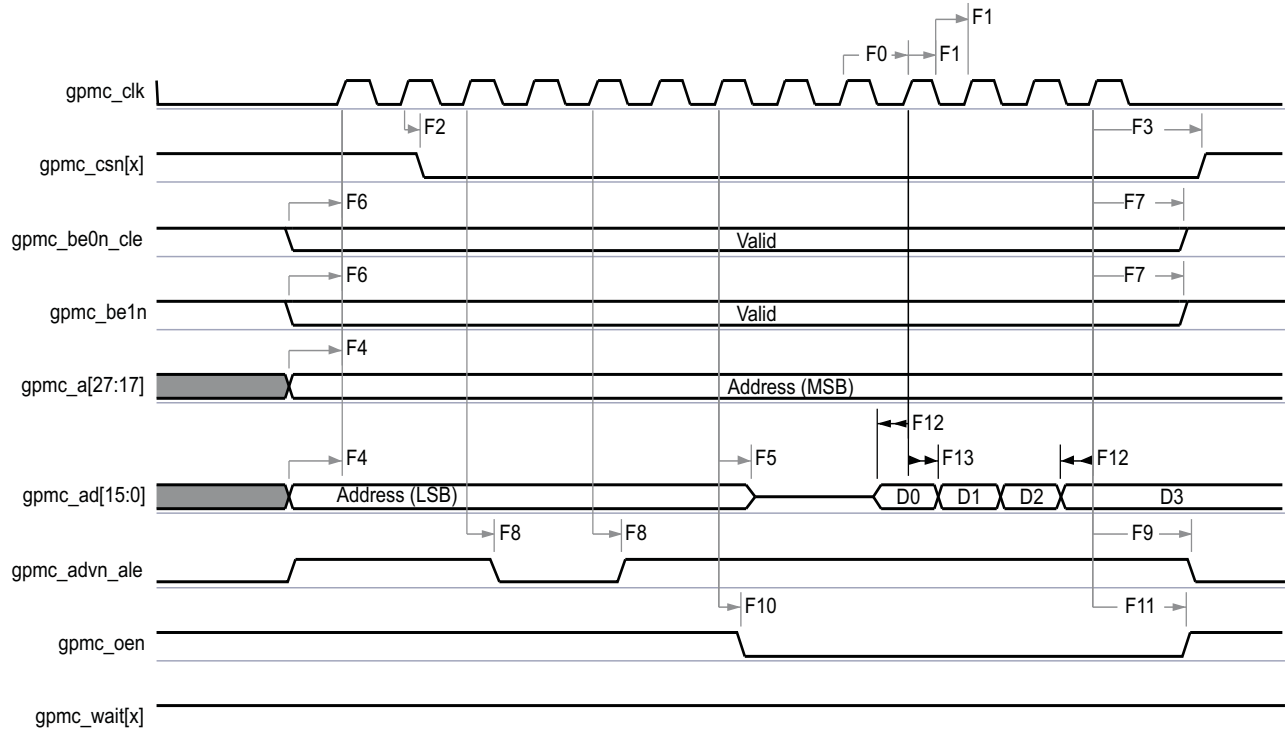 F1
F0 F1
gpmc_clk
F2 F3
gpmc_csn[x]
F6 F7
gpmc_be0n_cle Valid
F6 F7
gpmc_be1n Valid
F4
gpmc_a[27:17] Address (MSB)
F12
F4 F5 F13 F12
gpmc_ad[15:0] Address (LSB) D0 D1 D2 D3
F8 F8 F9
gpmc_advn_ale
F10 F11
gpmc_oen
gpmc_wait[x]